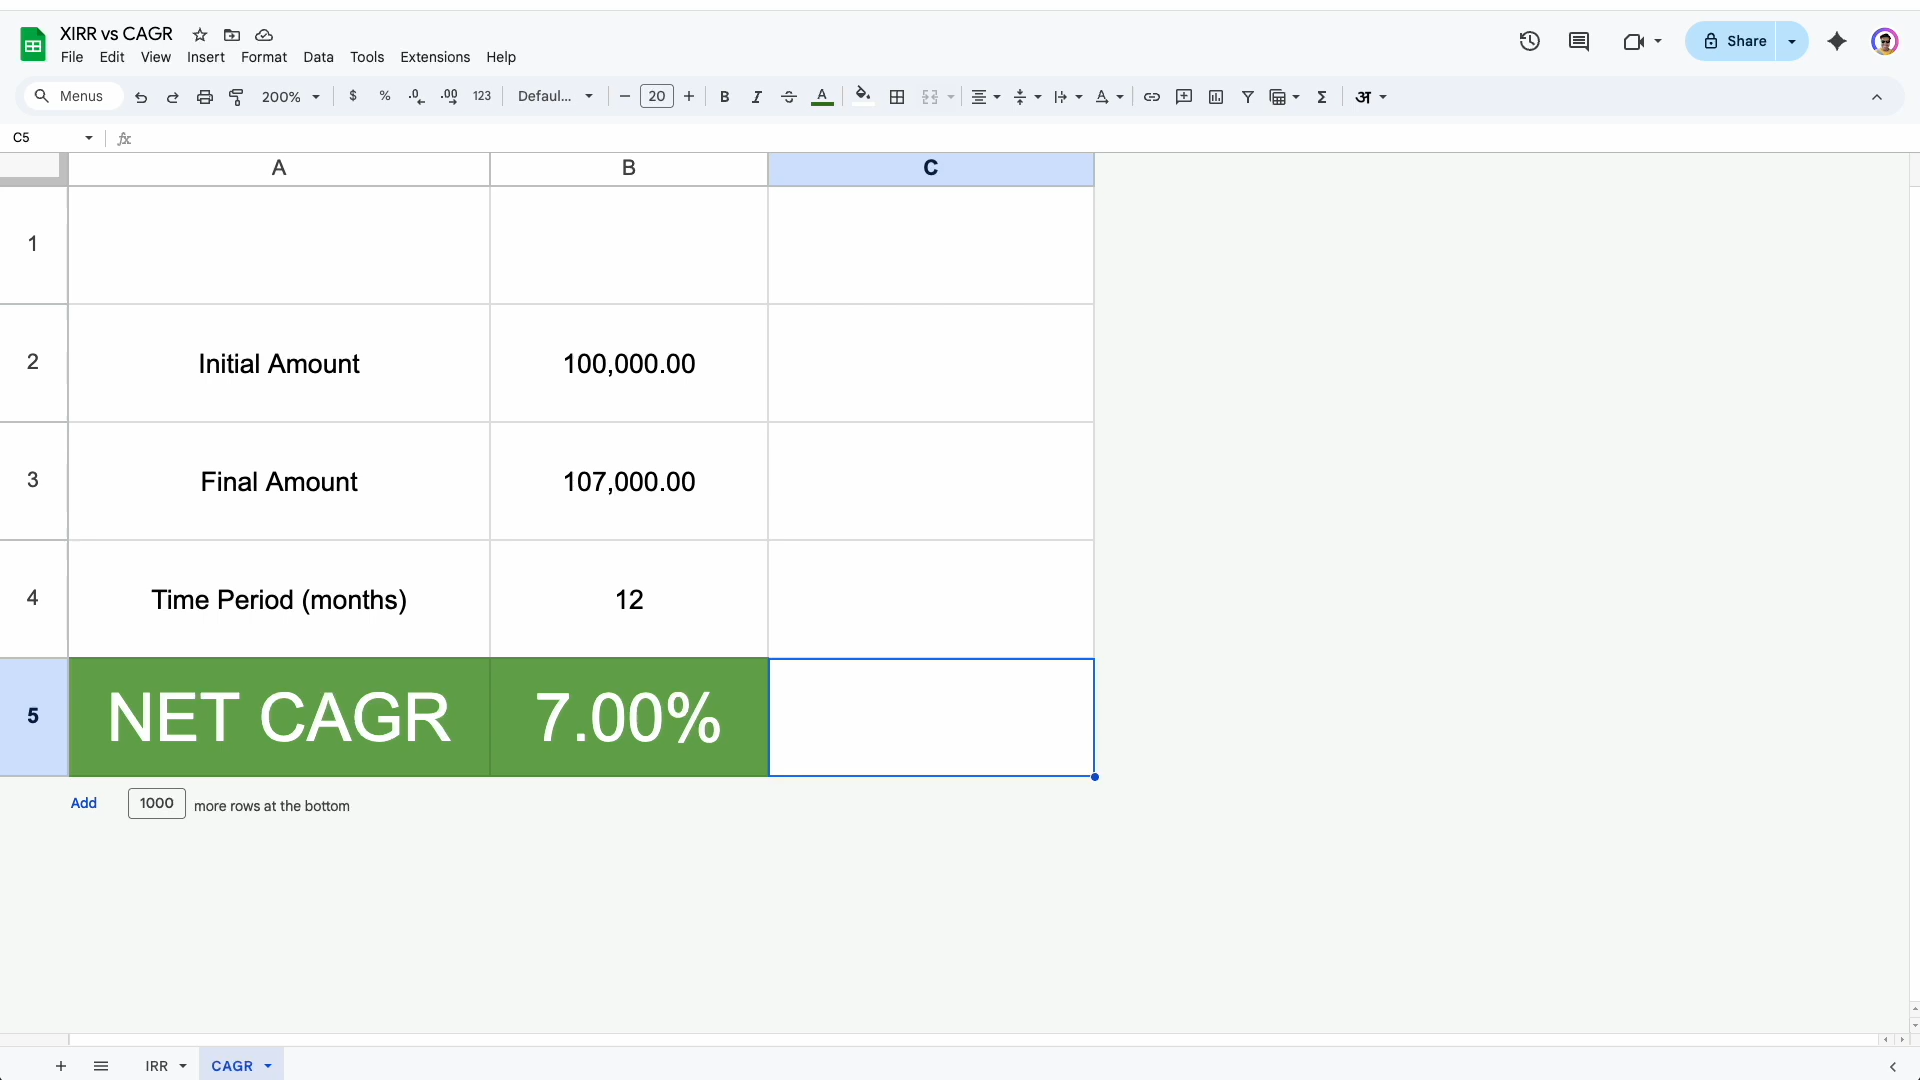 XIRR vs CAGR
File Edit View Insert Format Data Tools Extensions Help
Share
Menus 200% $ % .0 .00 123 Defaul... 20 B I A अ
C5 fx
A B C
1
2 Initial Amount 100,000.00
3 Final Amount 107,000.00
4 Time Period (months) 12
5 NET CAGR 7.00%
Add 1000 more rows at the bottom
IRR CAGR